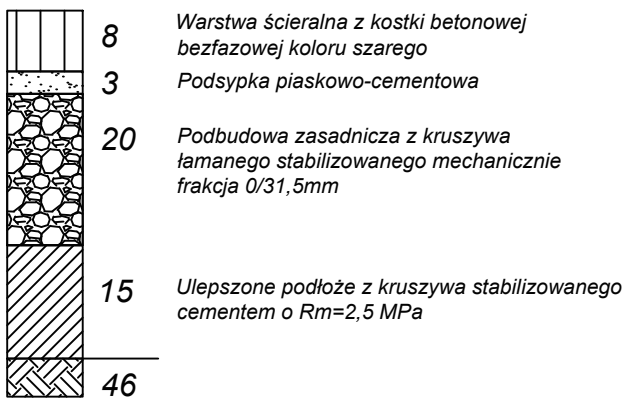 8
Warstwa ścieralna z kostki betonowej
bezfazowej koloru szarego
3
Podsypka piaskowo-cementowa
20
Podbudowa zasadnicza z kruszywa
łamanego stabilizowanego mechanicznie
frakcja 0/31,5mm
15
Ulepszone podłoże z kruszywa stabilizowanego
cementem o Rm=2,5 MPa
46